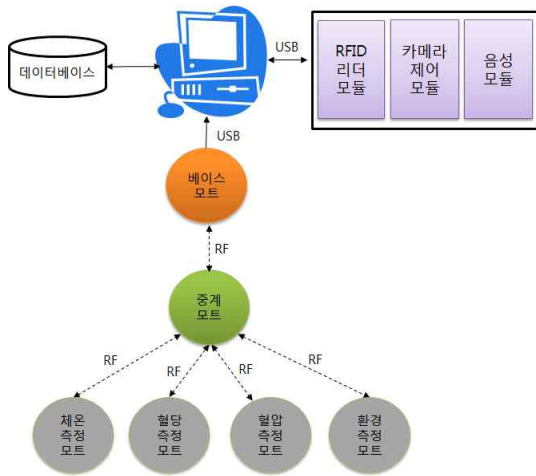 데이터베이스
USB
RFID
리더
모듈
카메라
제어
모듈
음성
모듈
USB
베이스
모트
RF
중계
모트
RF
RF
RF
RF
체온
측정
모트
혈당
측정
모트
혈압
측정
모트
환경
측정
모트